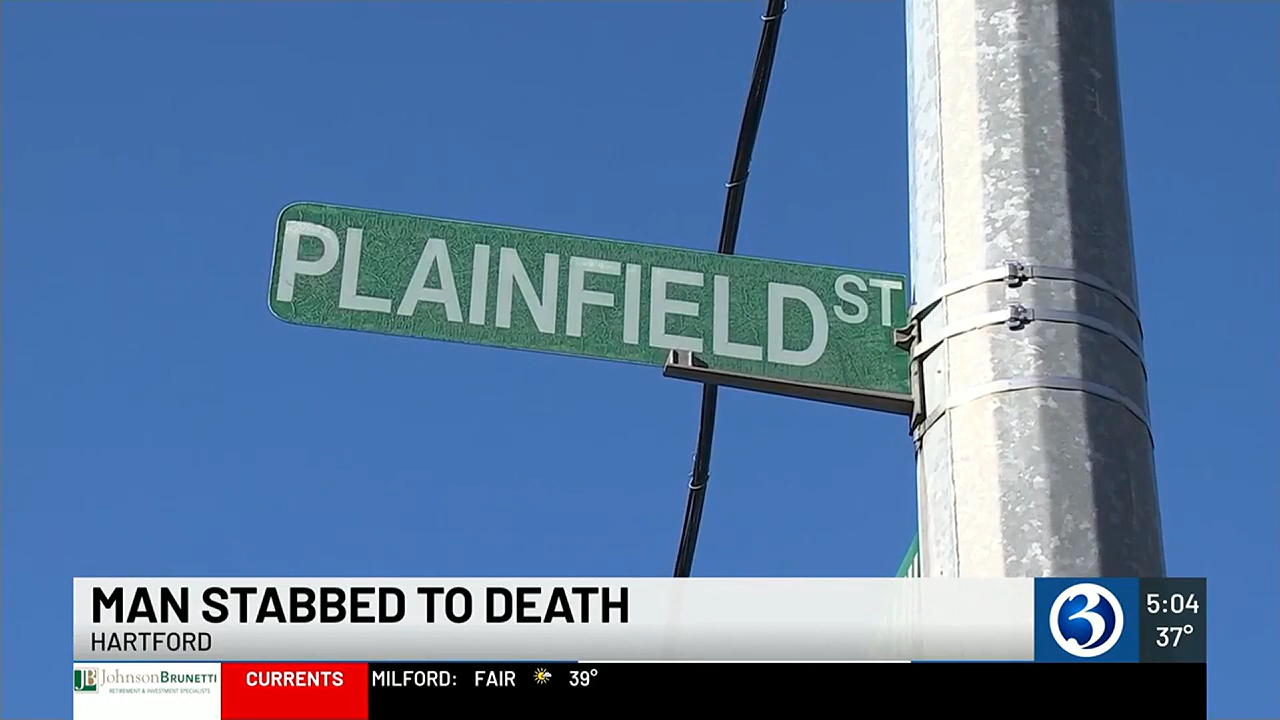 PLAINFIELD ST
MAN STABBED TO DEATH
HARTFORD
3
5:04
37°
JB JOHNSONBRUNETTI
RETIREMENT & INVESTMENT SPECIALISTS
CURRENTS
MILFORD: FAIR 39°